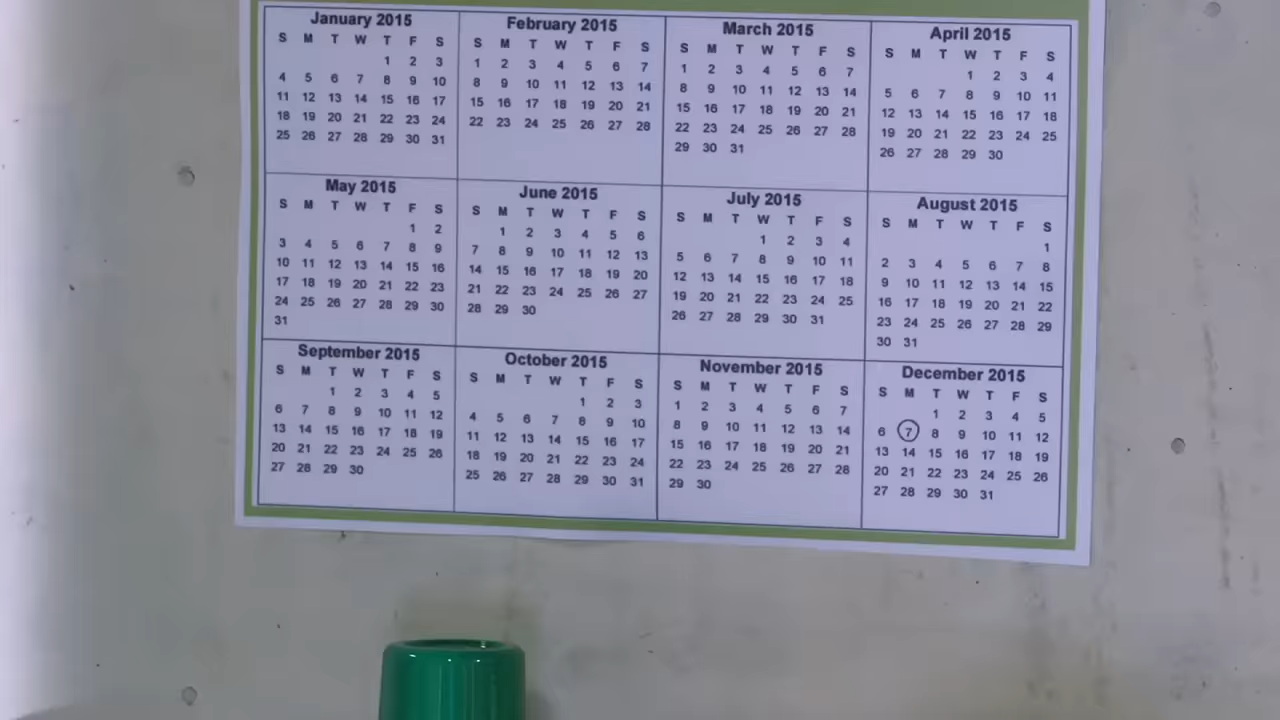 January 2015
S M T W T F S
1 2 3
4 5 6 7 8 9 10
11 12 13 14 15 16 17
18 19 20 21 22 23 24
25 26 27 28 29 30 31
February 2015
S M T W T F S
1 2 3 4 5 6 7
8 9 10 11 12 13 14
15 16 17 18 19 20 21
22 23 24 25 26 27 28
March 2015
S M T W T F S
1 2 3 4 5 6 7
8 9 10 11 12 13 14
15 16 17 18 19 20 21
22 23 24 25 26 27 28
29 30 31
April 2015
S M T W T F S
1 2 3 4
5 6 7 8 9 10 11
12 13 14 15 16 17 18
19 20 21 22 23 24 25
26 27 28 29 30
May 2015
S M T W T F S
1 2
3 4 5 6 7 8 9
10 11 12 13 14 15 16
17 18 19 20 21 22 23
24 25 26 27 28 29 30
31
June 2015
S M T W T F S
1 2 3 4 5 6
7 8 9 10 11 12 13
14 15 16 17 18 19 20
21 22 23 24 25 26 27
28 29 30
July 2015
S M T W T F S
1 2 3 4
5 6 7 8 9 10 11
12 13 14 15 16 17 18
19 20 21 22 23 24 25
26 27 28 29 30 31
August 2015
S M T W T F S
1
2 3 4 5 6 7 8
9 10 11 12 13 14 15
16 17 18 19 20 21 22
23 24 25 26 27 28 29
30 31
September 2015
S M T W T F S
1 2 3 4 5
6 7 8 9 10 11 12
13 14 15 16 17 18 19
20 21 22 23 24 25 26
27 28 29 30
October 2015
S M T W T F S
1 2 3
4 5 6 7 8 9 10
11 12 13 14 15 16 17
18 19 20 21 22 23 24
25 26 27 28 29 30 31
November 2015
S M T W T F S
1 2 3 4 5 6 7
8 9 10 11 12 13 14
15 16 17 18 19 20 21
22 23 24 25 26 27 28
29 30
December 2015
S M T W T F S
1 2 3 4 5
6 7 8 9 10 11 12
13 14 15 16 17 18 19
20 21 22 23 24 25 26
27 28 29 30 31